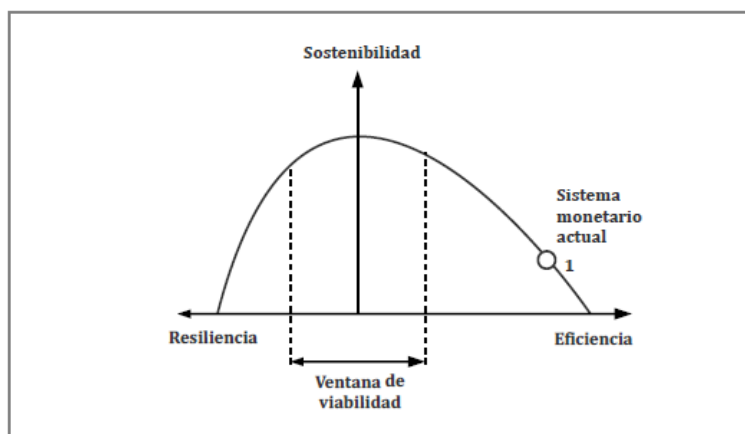 Sostenibilidad
Sistema
monetario
actual
1
Resiliencia
Eficiencia
Ventana de
viabilidad